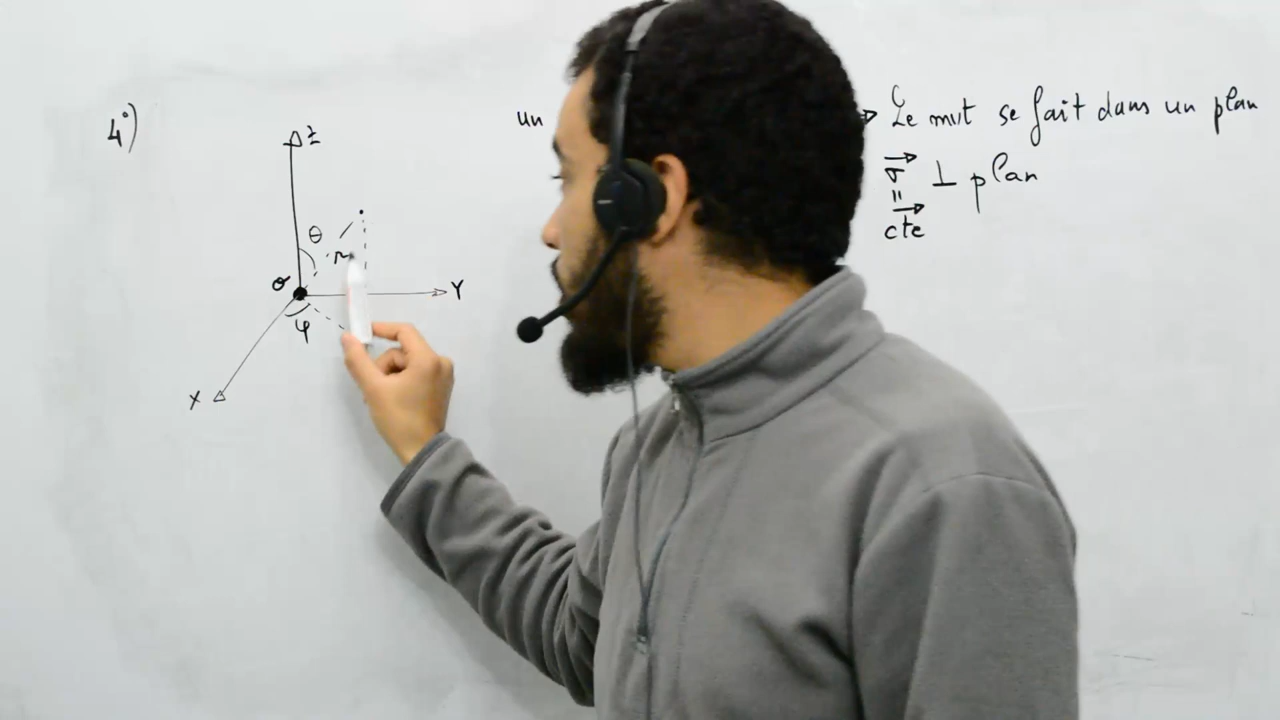 4°)
un
Le mvt se fait dans un plan
σ ⊥ plan
"
cte
Z
θ
r
O
Y
φ
X